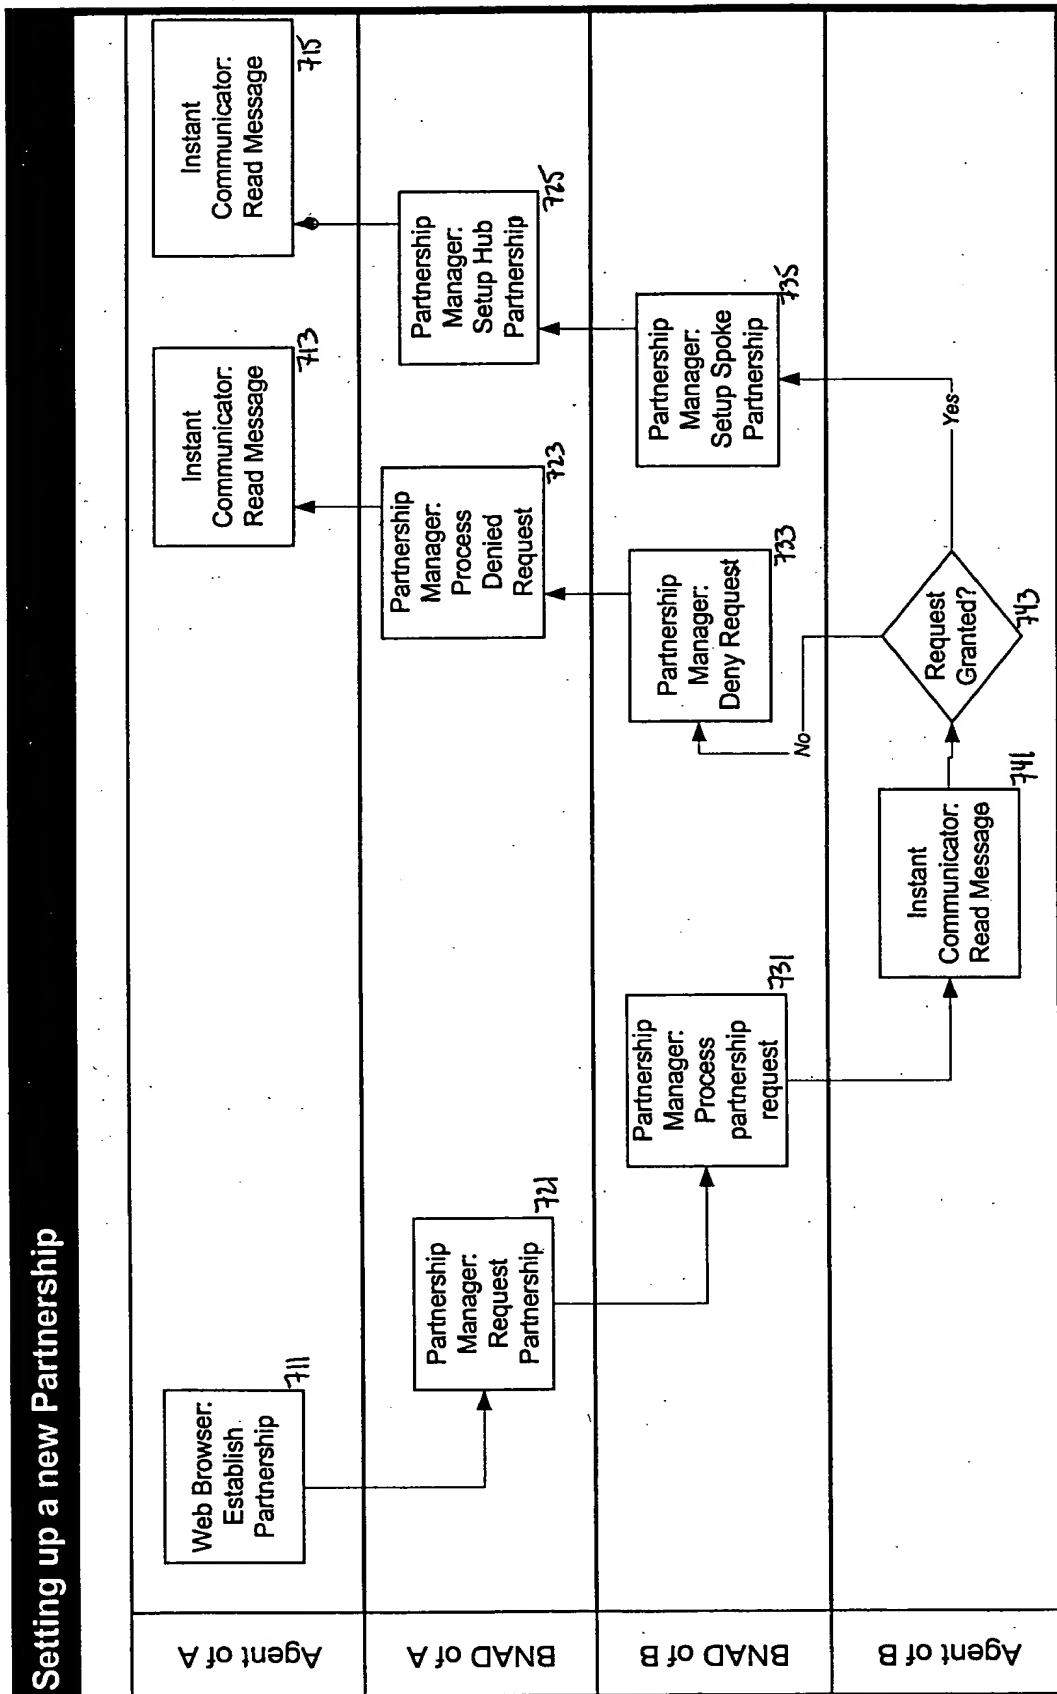 Setting up a new Partnership
Agent of A
Web Browser:
Establish
Partnership
711
Instant
Communicator:
Read Message
713
Instant
Communicator:
Read Message
715
BNAD of A
Partnership
Manager:
Request
Partnership
721
Partnership
Manager:
Process
Denied
Request
723
Partnership
Manager:
Setup Hub
Partnership
725
BNAD of B
Partnership
Manager:
Process
partnership
request
731
Partnership
Manager:
Deny Request
733
Partnership
Manager:
Setup Spoke
Partnership
735
Agent of B
Instant
Communicator:
Read Message
741
Request
Granted?
743
No
Yes